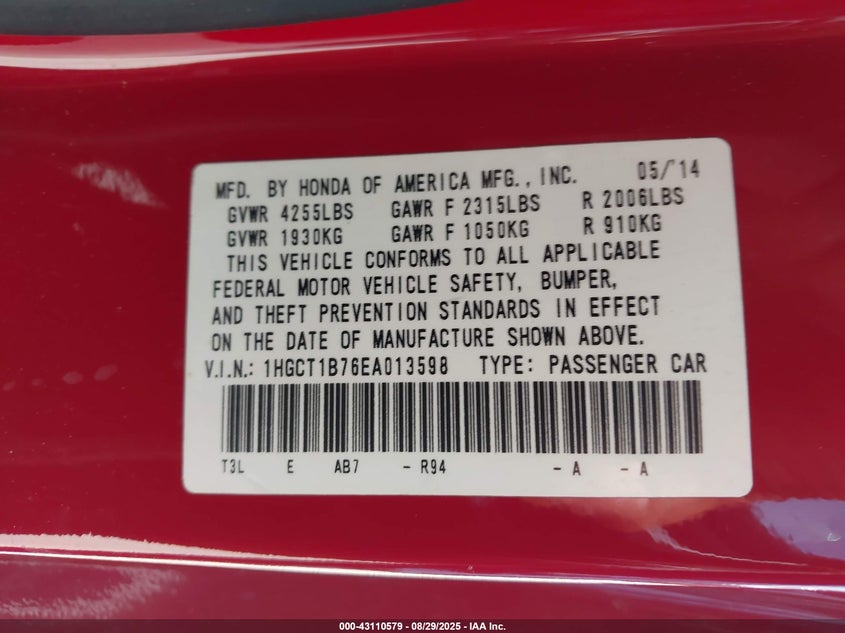 MFD. BY HONDA OF AMERICA MFG., INC. 05/'14
GVWR 4255LBS GAWR F 2315LBS R 2006LBS
GVWR 1930KG GAWR F 1050KG R 910KG
THIS VEHICLE CONFORMS TO ALL APPLICABLE
FEDERAL MOTOR VEHICLE SAFETY, BUMPER,
AND THEFT PREVENTION STANDARDS IN EFFECT
ON THE DATE OF MANUFACTURE SHOWN ABOVE.
V.I.N.: 1HGCT1B76EA013598 TYPE: PASSENGER CAR
T3L E AB7 - R94 - A - A
000-43110579 - 08/29/2025 - IAA Inc.